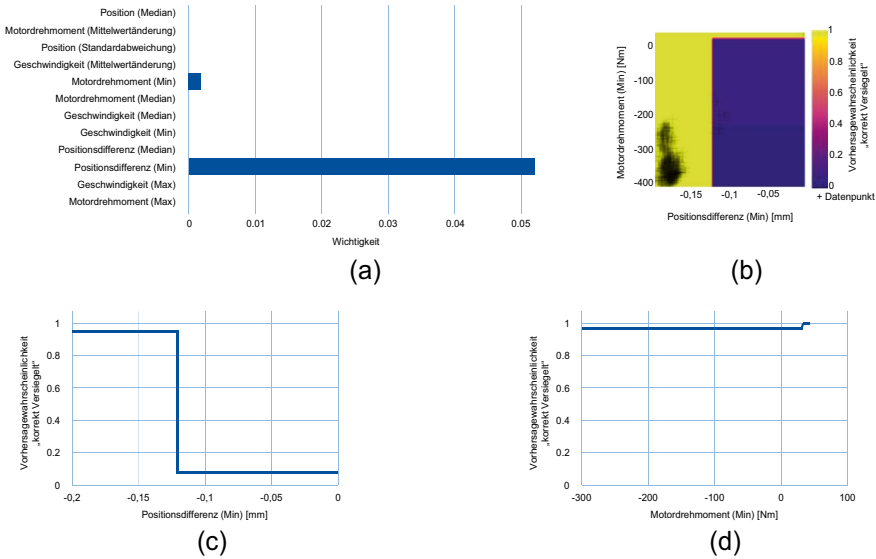 Position (Median)
Motordrehmoment (Mittelwertänderung)
Position (Standardabweichung)
Geschwindigkeit (Mittelwertänderung)
Motordrehmoment (Min)
Motordrehmoment (Median)
Geschwindigkeit (Median)
Geschwindigkeit (Min)
Positionsdifferenz (Median)
Positionsdifferenz (Min)
Geschwindigkeit (Max)
Motordrehmoment (Max)
0 0.01 0.02 0.03 0.04 0.05
Wichtigkeit
(a)
Motordrehmoment (Min) [Nm]
0
-100
-200
-300
-400
-0,15 -0,1 -0,05
Positionsdifferenz (Min) [mm]
1
0.8
0.6
0.4
0.2
0
Vorhersagewahrscheinlichkeit
„korrekt Versiegelt“
+ Datenpunkt
(b)
Vorhersagewahrscheinlichkeit
„korrekt Versiegelt“
1
0.8
0.6
0.4
0.2
0
-0,2 -0,15 -0,1 -0,05 0
Positionsdifferenz (Min) [mm]
(c)
Vorhersagewahrscheinlichkeit
„korrekt Versiegelt“
1
0.8
0.6
0.4
0.2
0
-300 -200 -100 0 100
Motordrehmoment (Min) [Nm]
(d)